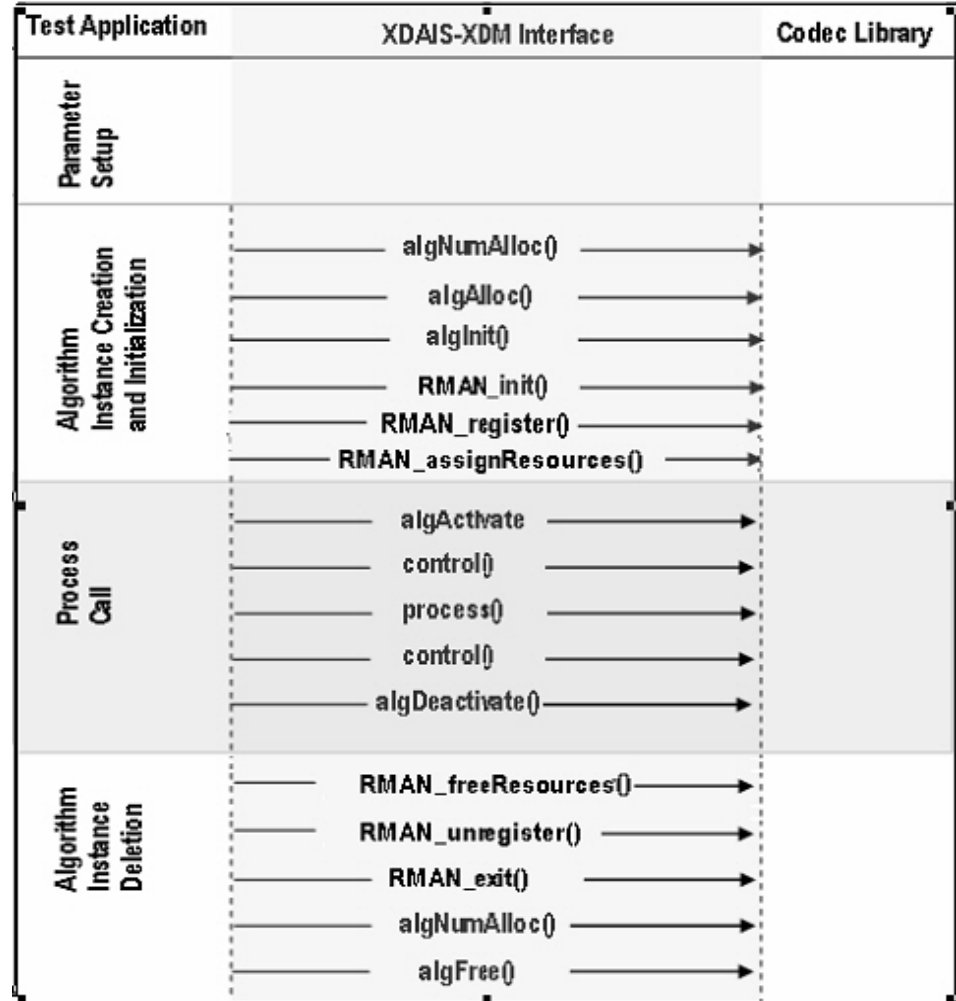 Test Application
XDAIS-XDM Interface
Codec Library
Parameter
Setup
Algorithm
Instance Creation
and Initialization
algNumAlloc()
algAlloc()
algInit()
RMAN_init()
RMAN_register()
RMAN_assignResources()
Process
Call
algActivate
control()
process()
control()
algDeactivate()
Algorithm
Instance
Deletion
RMAN_freeResources()
RMAN_unregister()
RMAN_exit()
algNumAlloc()
algFree()